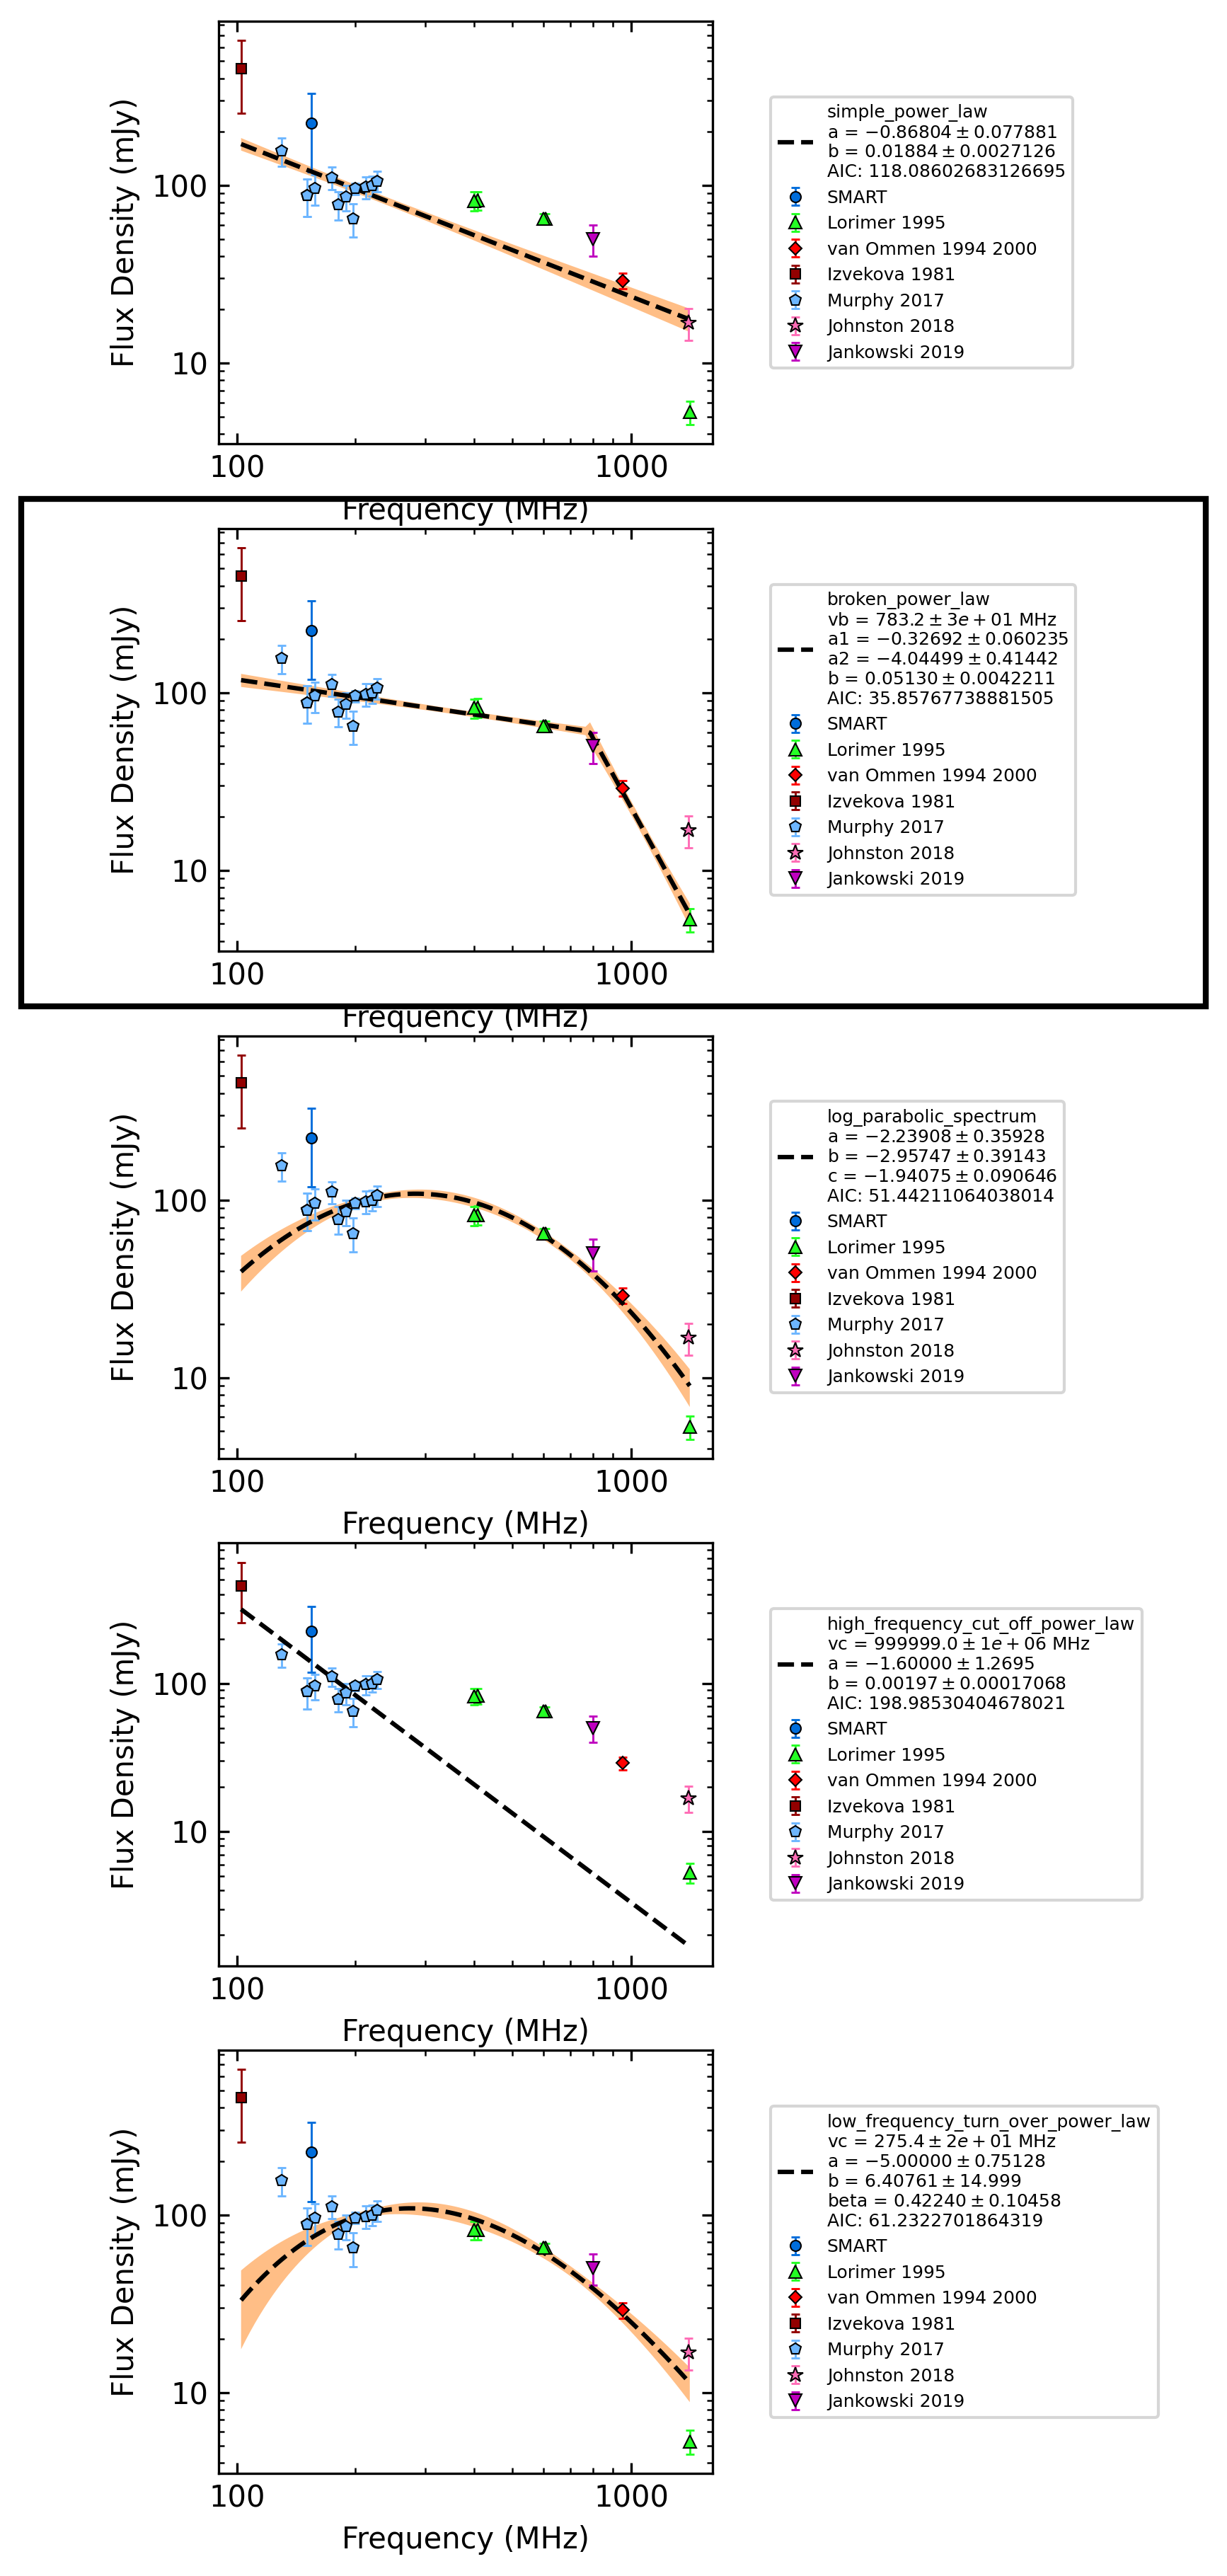 Flux Density (mJy)
100
10
100
1000
Frequency (MHz)
simple_power_law
a = −0.86804 ± 0.077881
b = 0.01884 ± 0.0027126
AIC: 118.08602683126695
SMART
Lorimer 1995
van Ommen 1994 2000
Izvekova 1981
Murphy 2017
Johnston 2018
Jankowski 2019
Flux Density (mJy)
100
10
100
1000
Frequency (MHz)
broken_power_law
vb = 783.2 ± 3e + 01 MHz
a1 = −0.32692 ± 0.060235
a2 = −4.04499 ± 0.41442
b = 0.05130 ± 0.0042211
AIC: 35.85767738881505
SMART
Lorimer 1995
van Ommen 1994 2000
Izvekova 1981
Murphy 2017
Johnston 2018
Jankowski 2019
Flux Density (mJy)
100
10
100
1000
Frequency (MHz)
log_parabolic_spectrum
a = −2.23908 ± 0.35928
b = −2.95747 ± 0.39143
c = −1.94075 ± 0.090646
AIC: 51.44211064038014
SMART
Lorimer 1995
van Ommen 1994 2000
Izvekova 1981
Murphy 2017
Johnston 2018
Jankowski 2019
Flux Density (mJy)
100
10
100
1000
Frequency (MHz)
high_frequency_cut_off_power_law
vc = 999999.0 ± 1e + 06 MHz
a = −1.60000 ± 1.2695
b = 0.00197 ± 0.00017068
AIC: 198.98530404678021
SMART
Lorimer 1995
van Ommen 1994 2000
Izvekova 1981
Murphy 2017
Johnston 2018
Jankowski 2019
Flux Density (mJy)
100
10
100
1000
Frequency (MHz)
low_frequency_turn_over_power_law
vc = 275.4 ± 2e + 01 MHz
a = −5.00000 ± 0.75128
b = 6.40761 ± 14.999
beta = 0.42240 ± 0.10458
AIC: 61.2322701864319
SMART
Lorimer 1995
van Ommen 1994 2000
Izvekova 1981
Murphy 2017
Johnston 2018
Jankowski 2019